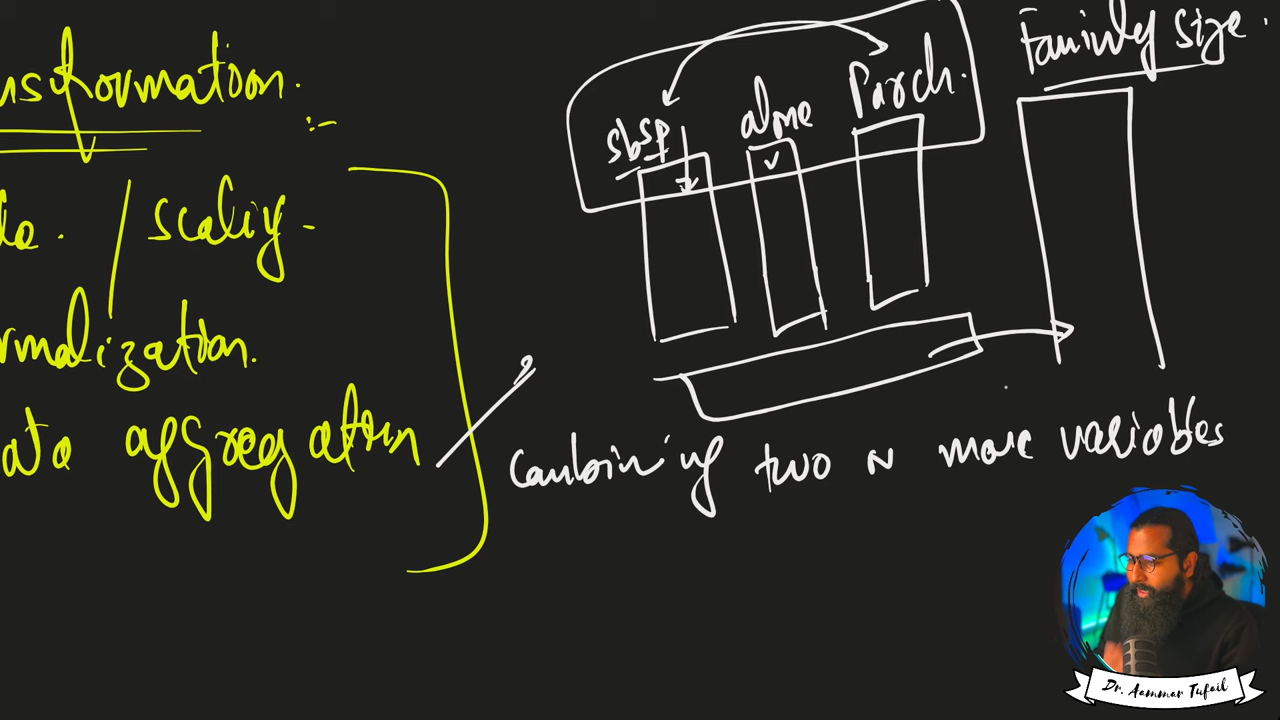 nsformation. :-
le. / scaling -
rmalization.
ata aggregation
sbsp
alone
Parch.
Family size.
Combining two or more variables
Dr. Aammar Tufail